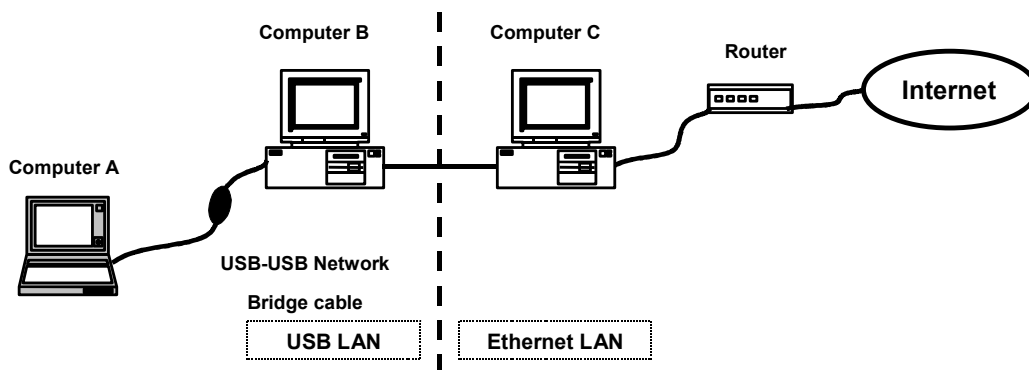 Computer B
Computer C
Router
Internet
Computer A
USB-USB Network
Bridge cable
USB LAN
Ethernet LAN